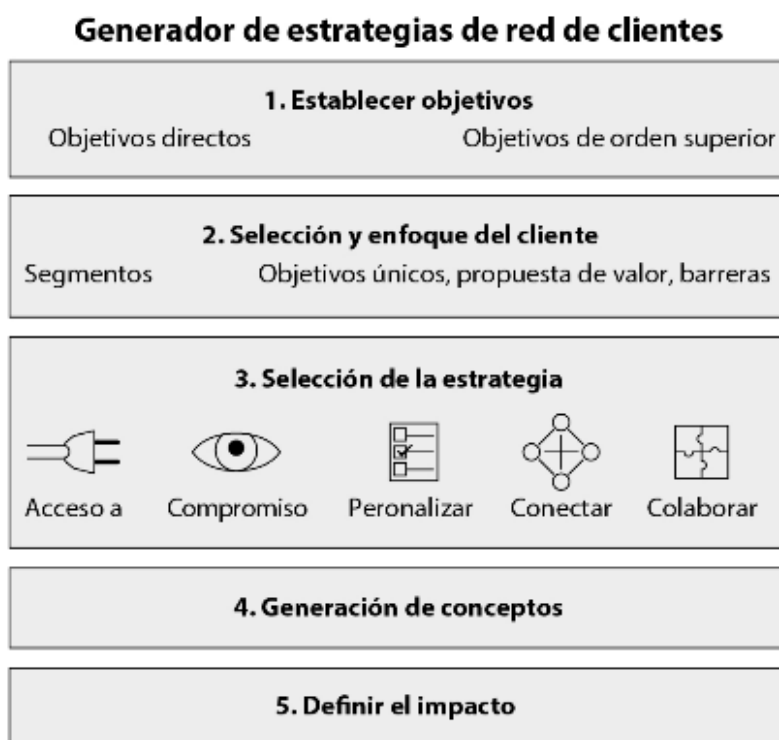 Generador de estrategias de red de clientes
1. Establecer objetivos
Objetivos directos Objetivos de orden superior
2. Selección y enfoque del cliente
Segmentos Objetivos únicos, propuesta de valor, barreras
3. Selección de la estrategia
Acceso a Compromiso Peronalizar Conectar Colaborar
4. Generación de conceptos
5. Definir el impacto